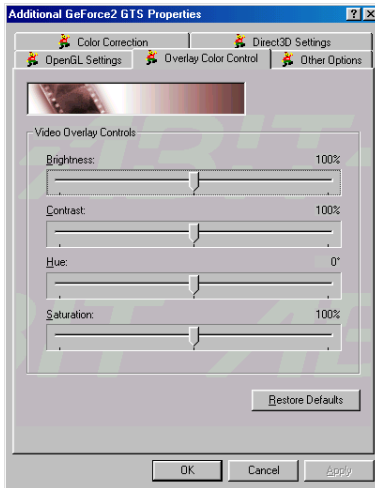 Additional GeForce2 GTS Properties
Color Correction
Direct3D Settings
OpenGL Settings
Overlay Color Control
Other Options
Video Overlay Controls
Brightness: 100%
Contrast: 100%
Hue: 0°
Saturation: 100%
Restore Defaults
OK
Cancel
Apply
ABIT